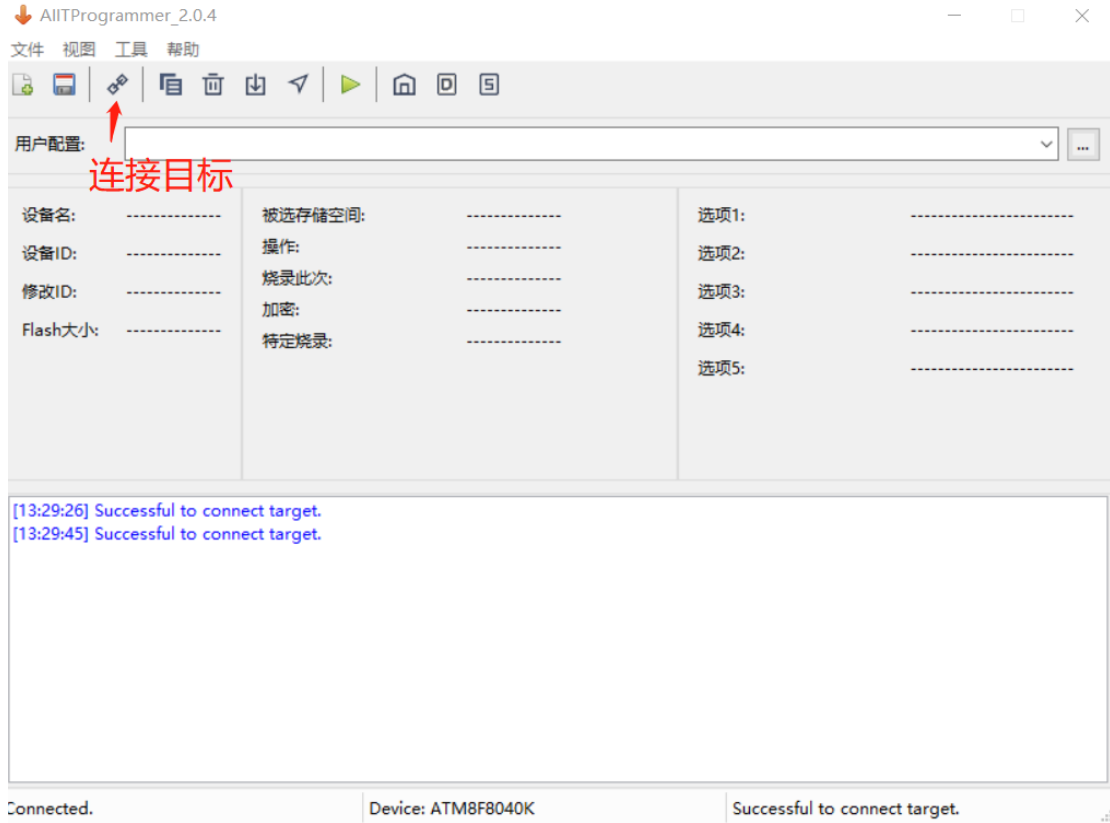 AIITProgrammer_2.0.4
文件 视图 工具 帮助
D S
用户配置: ...
连接目标
设备名: --------------
设备ID: --------------
修改ID: --------------
Flash大小: --------------
被选存储空间: --------------
操作: --------------
烧录此次: --------------
加密: --------------
特定烧录: --------------
选项1: ------------------------
选项2: ------------------------
选项3: ------------------------
选项4: ------------------------
选项5: ------------------------
[13:29:26] Successful to connect target.
[13:29:45] Successful to connect target.
Connected. Device: ATM8F8040K Successful to connect target.